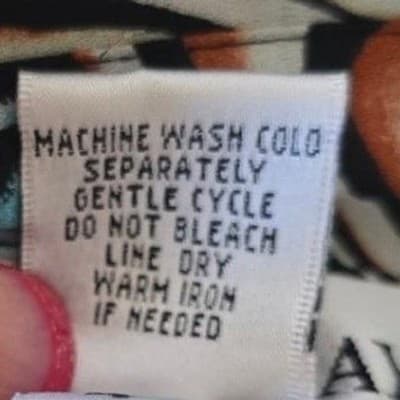 MACHINE WASH COLD
SEPARATELY
GENTLE CYCLE
DO NOT BLEACH
LINE DRY
WARM IRON
IF NEEDED